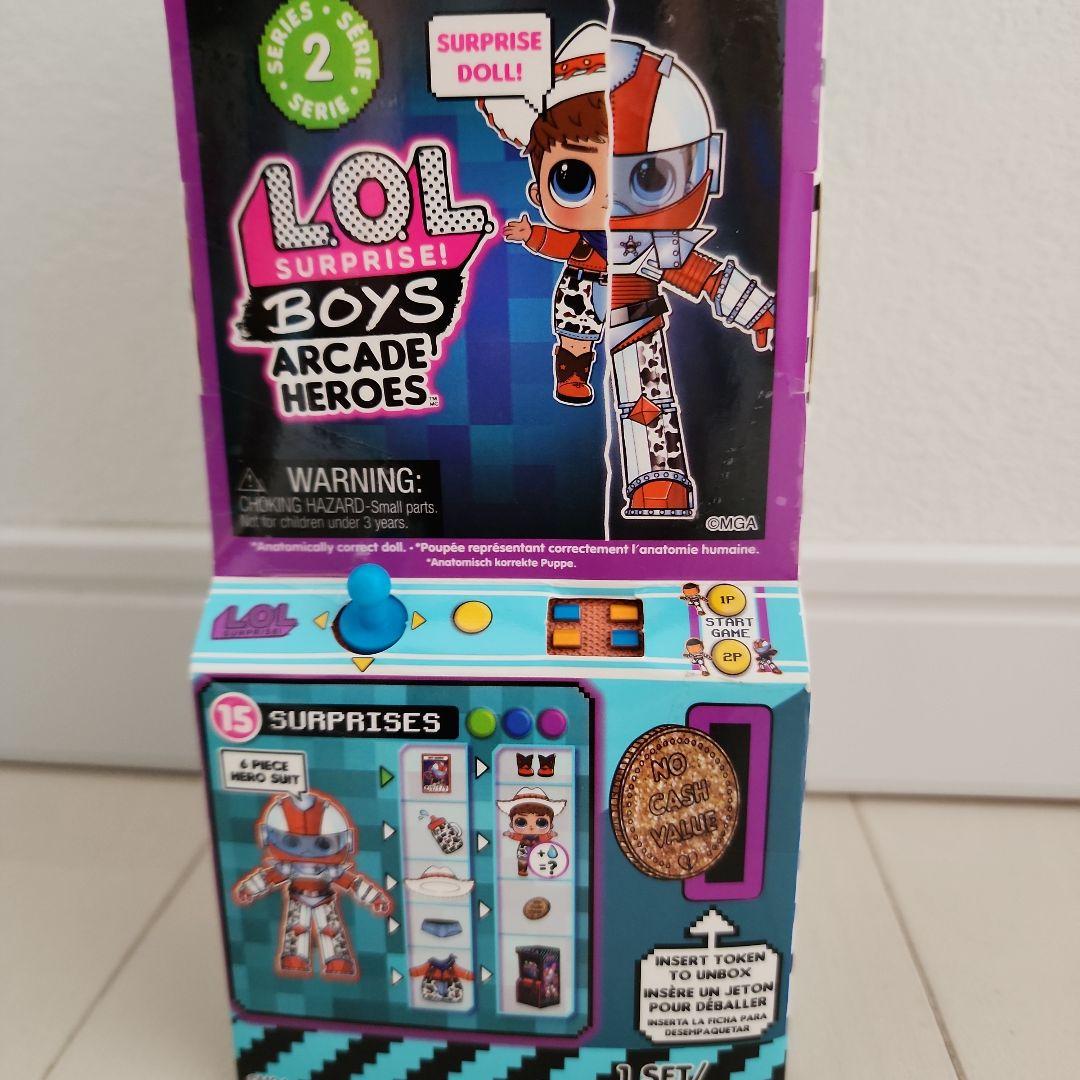 SERIES • SÉRIE
2
SERIE
SURPRISE
DOLL!
L.O.L.
SURPRISE!
BOYS
ARCADE
HEROES™
MC
WARNING:
CHOKING HAZARD-Small parts.
Not for children under 3 years.
©MGA
*Anatomically correct doll. - *Poupée représentant correctement l'anatomie humaine.
*Anatomisch korrekte Puppe.
L.O.L.
SURPRISE!
1P
START
GAME
2P
15 SURPRISES
6 PIECE
HERO SUIT
+
=?
NO
CASH
VALUE
INSERT TOKEN
TO UNBOX
INSÈRE UN JETON
POUR DÉBALLER
INSERTA LA FICHA PARA
DESEMPAQUETAR
1 SET/